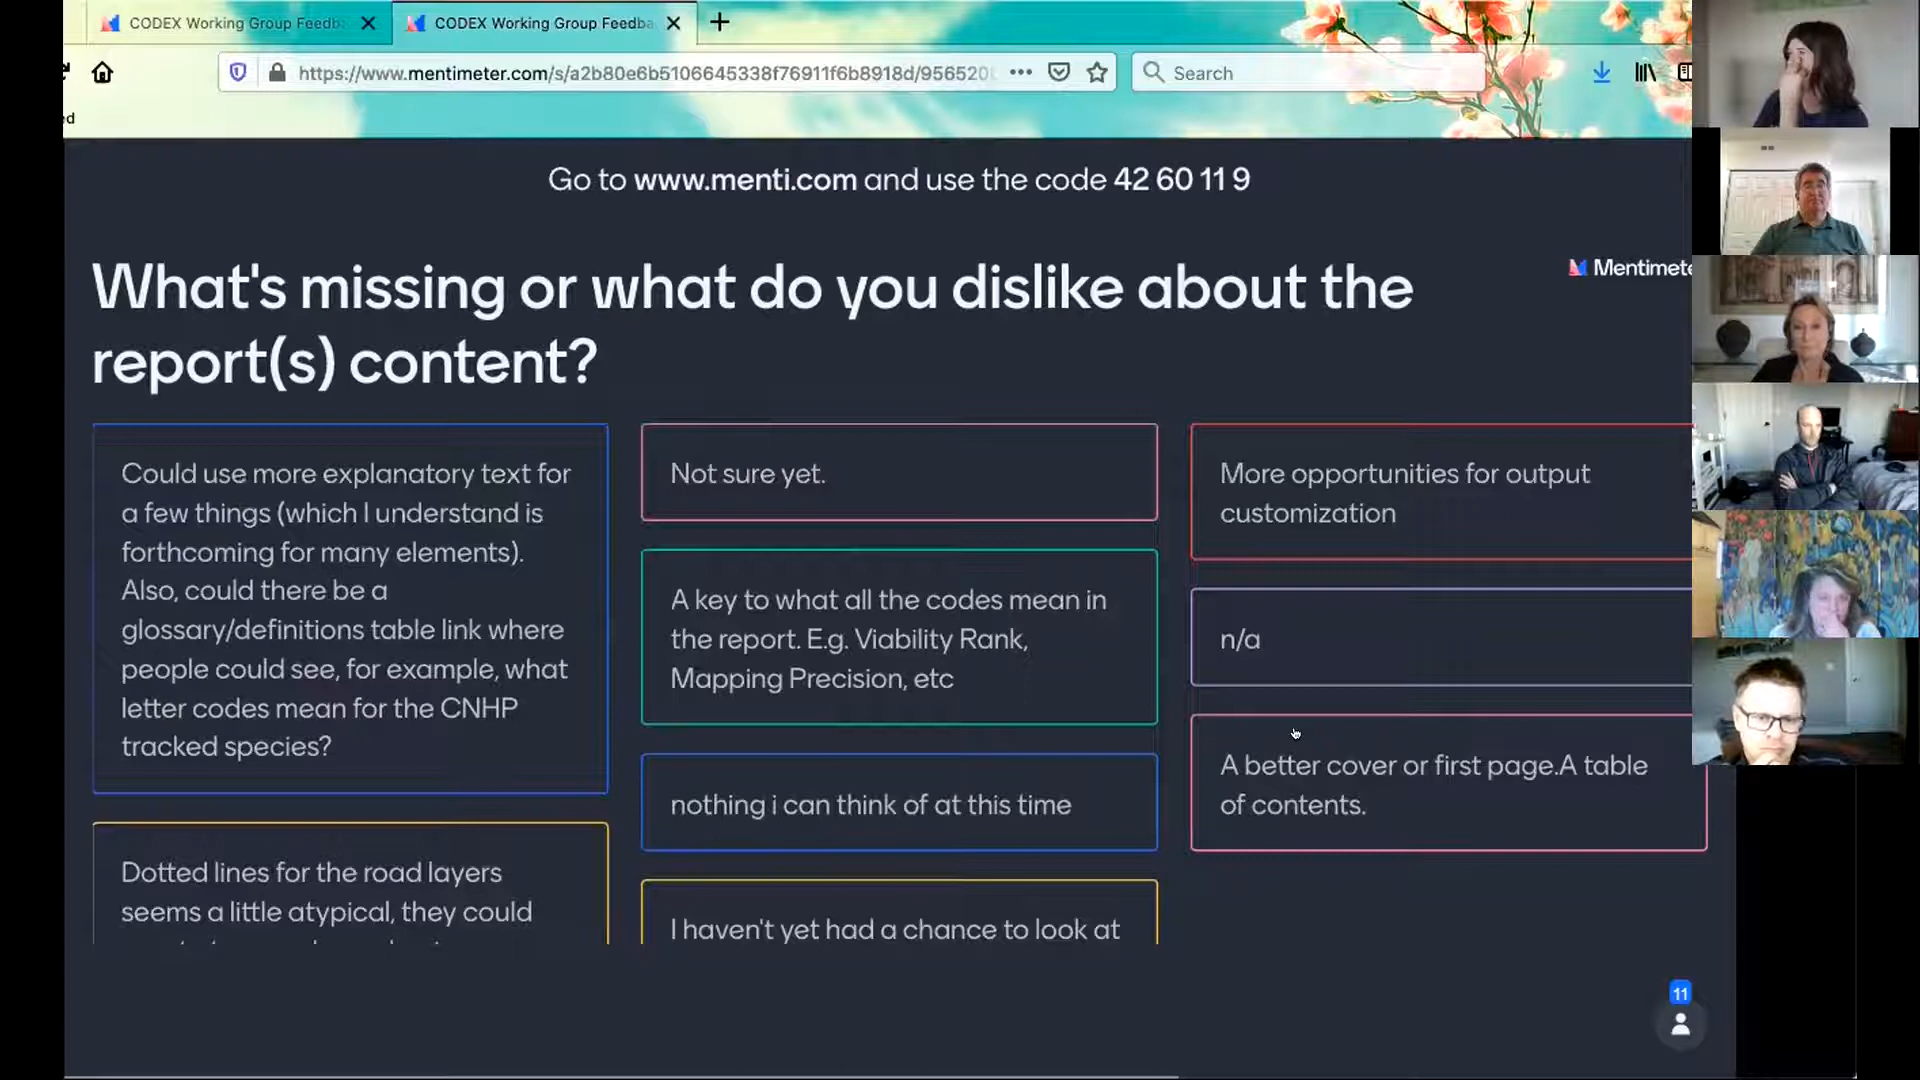 CODEX Working Group Feedba
CODEX Working Group Feedba
https://www.mentimeter.com/s/a2b80e6b5106645338f76911f6b8918d/956520
Search
ed
Go to www.menti.com and use the code 42 60 11 9
Mentimete
What's missing or what do you dislike about the
report(s) content?
Could use more explanatory text for
a few things (which I understand is
forthcoming for many elements).
Also, could there be a
glossary/definitions table link where
people could see, for example, what
letter codes mean for the CNHP
tracked species?
Dotted lines for the road layers
seems a little atypical, they could
Not sure yet.
A key to what all the codes mean in
the report. E.g. Viability Rank,
Mapping Precision, etc
nothing i can think of at this time
I haven't yet had a chance to look at
More opportunities for output
customization
n/a
A better cover or first page.A table
of contents.
11